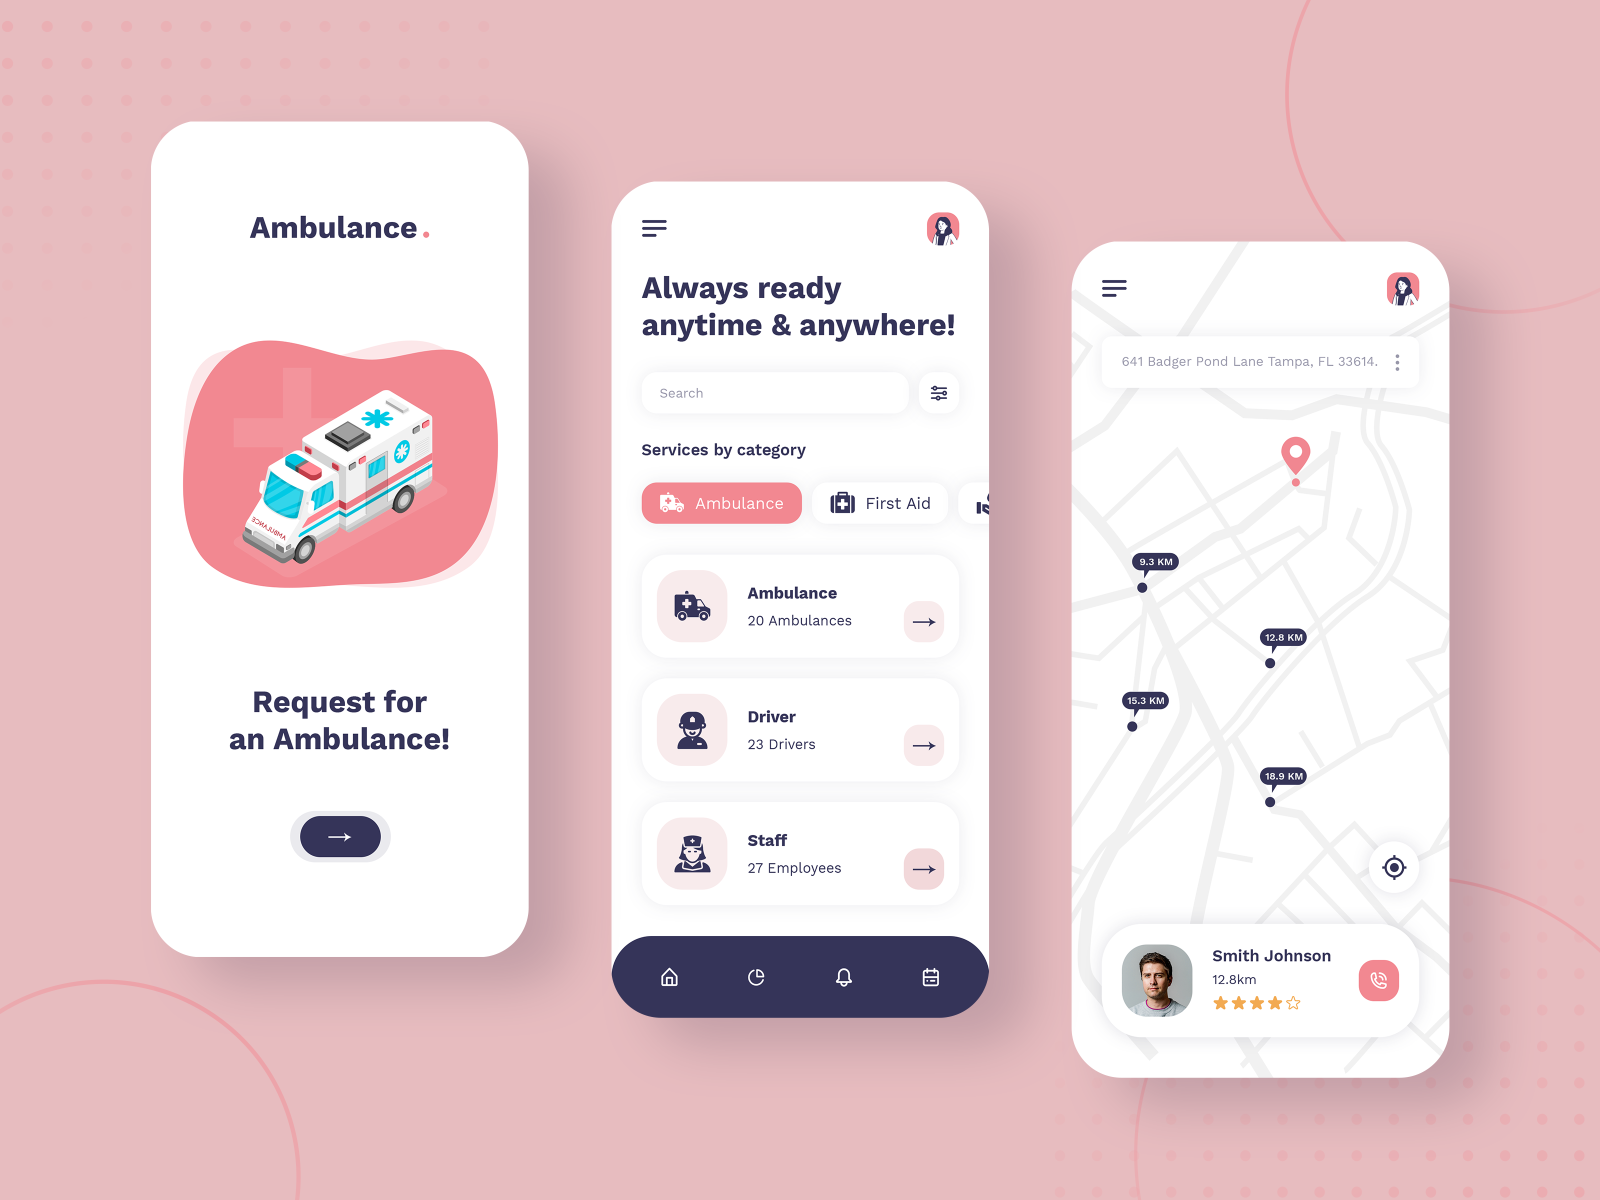 Ambulance.
AMBULANCE
Request for
an Ambulance!
Always ready
anytime & anywhere!
Search
Services by category
Ambulance
First Aid
Ambulance
20 Ambulances
Driver
23 Drivers
Staff
27 Employees
641 Badger Pond Lane Tampa, FL 33614.
9.3 KM
12.8 KM
15.3 KM
18.9 KM
Smith Johnson
12.8km